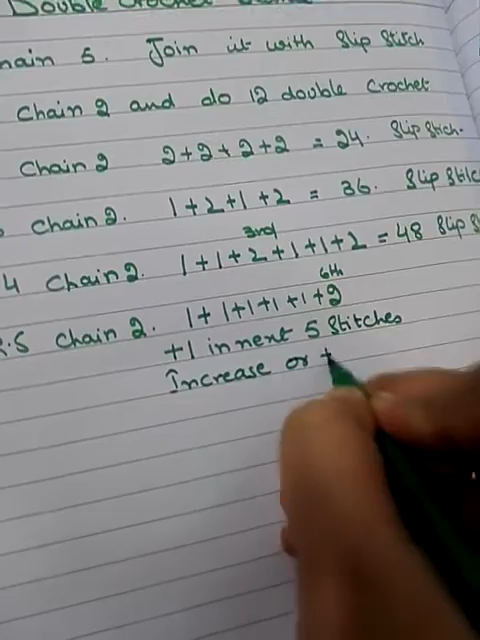 Double Crochet
hain 5. Join it with Slip Stitch
Chain 2 and do 12 double Crochet
Chain 2 2+2+2+2 = 24. Slip Stich.
Chain 2. 1+2+1+2 = 36. Slip Stitc
3rd
4 Chain 2. 1+1+2+1+1+2 = 48 Slip S
6th
R.5 Chain 2. 1+1+1+1+1+2
+1 in nent 5 Stitches
Increase or +